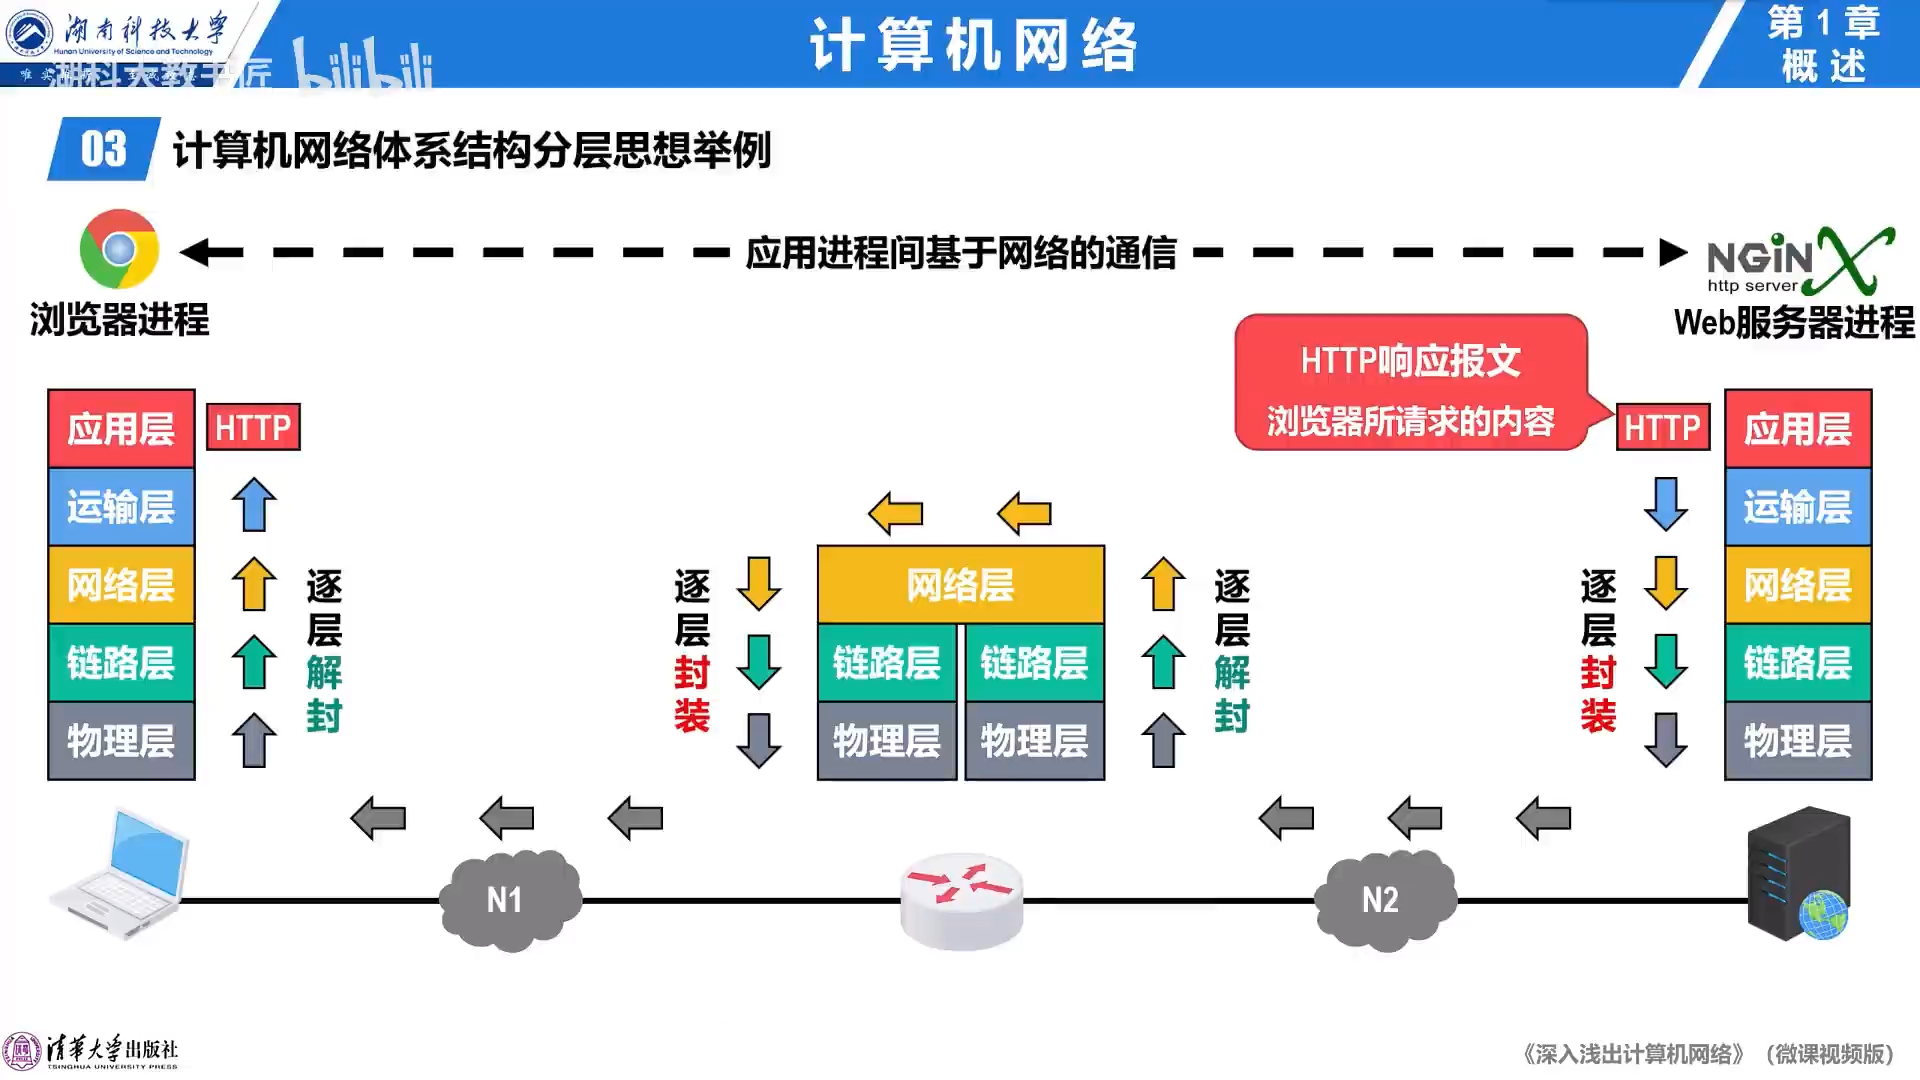 湖南科技大学
Hunan University of Science and Technology
湖科大教书匠 bilibili
计算机网络
第1章
概述
03 计算机网络体系结构分层思想举例
应用进程间基于网络的通信
NGiNX
http server
浏览器进程
Web服务器进程
HTTP响应报文
浏览器所请求的内容
应用层 HTTP
运输层
网络层
链路层
物理层
逐层解封
逐层封装
网络层
链路层 链路层
物理层 物理层
逐层解封
逐层封装
HTTP 应用层
运输层
网络层
链路层
物理层
N1
N2
清华大学出版社
TSINGHUA UNIVERSITY PRESS
《深入浅出计算机网络》（微课视频版）